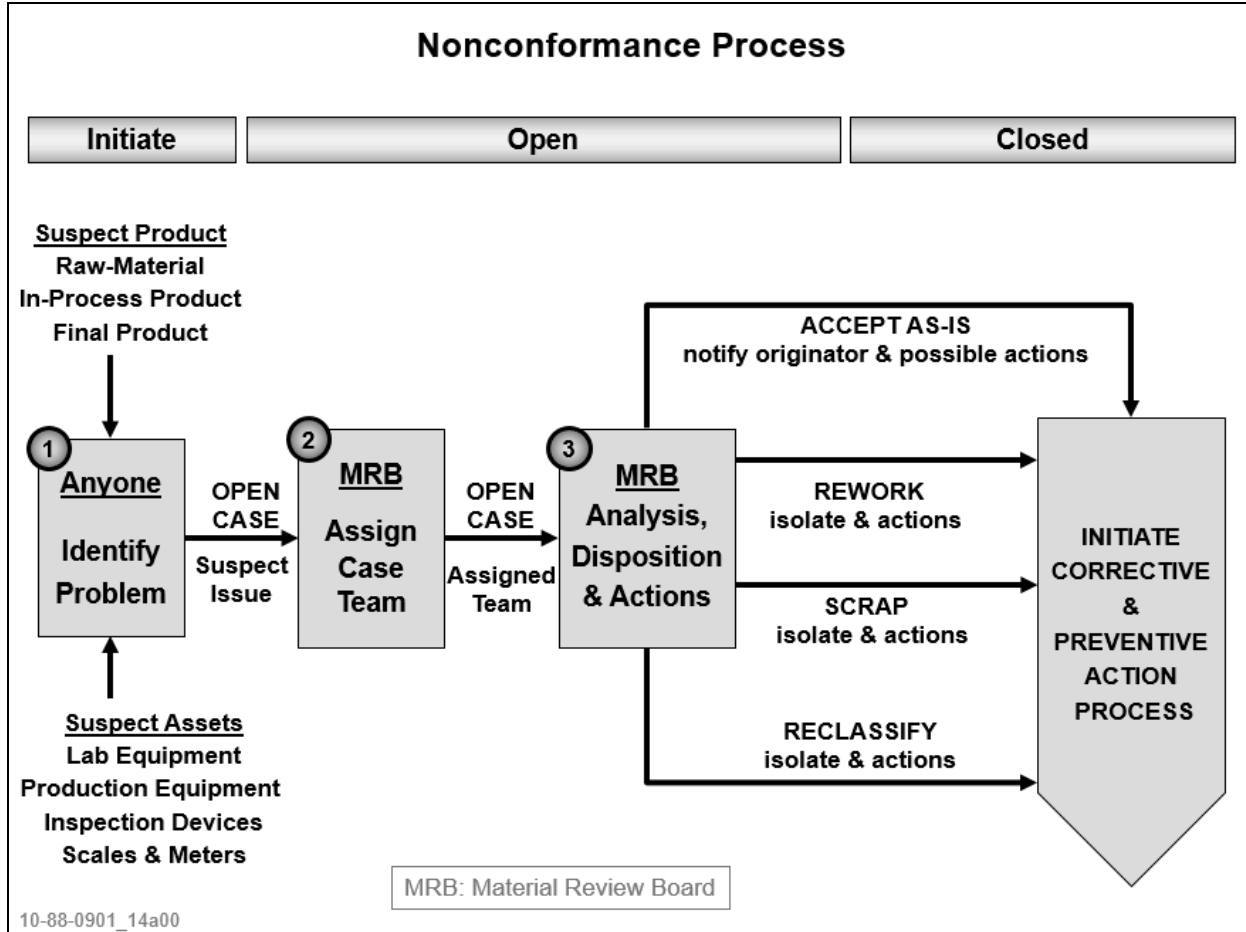 Nonconformance Process
Initiate
Open
Closed
Suspect Product
Raw-Material
In-Process Product
Final Product
1
Anyone
Identify
Problem
OPEN
CASE
Suspect
Issue
2
MRB
Assign
Case
Team
OPEN
CASE
Assigned
Team
3
MRB
Analysis,
Disposition
& Actions
ACCEPT AS-IS
notify originator & possible actions
REWORK
isolate & actions
SCRAP
isolate & actions
RECLASSIFY
isolate & actions
INITIATE
CORRECTIVE
&
PREVENTIVE
ACTION
PROCESS
Suspect Assets
Lab Equipment
Production Equipment
Inspection Devices
Scales & Meters
MRB: Material Review Board
10-88-0901_14a00